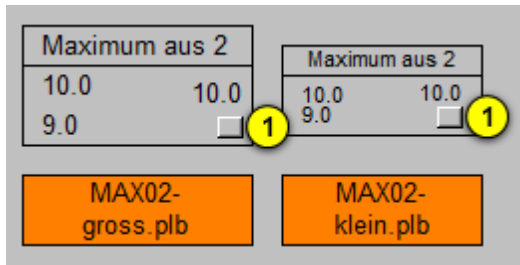 Maximum aus 2
10.0 10.0
9.0 1
Maximum aus 2
10.0 10.0
9.0 1
MAX02-
gross.plb
MAX02-
klein.plb